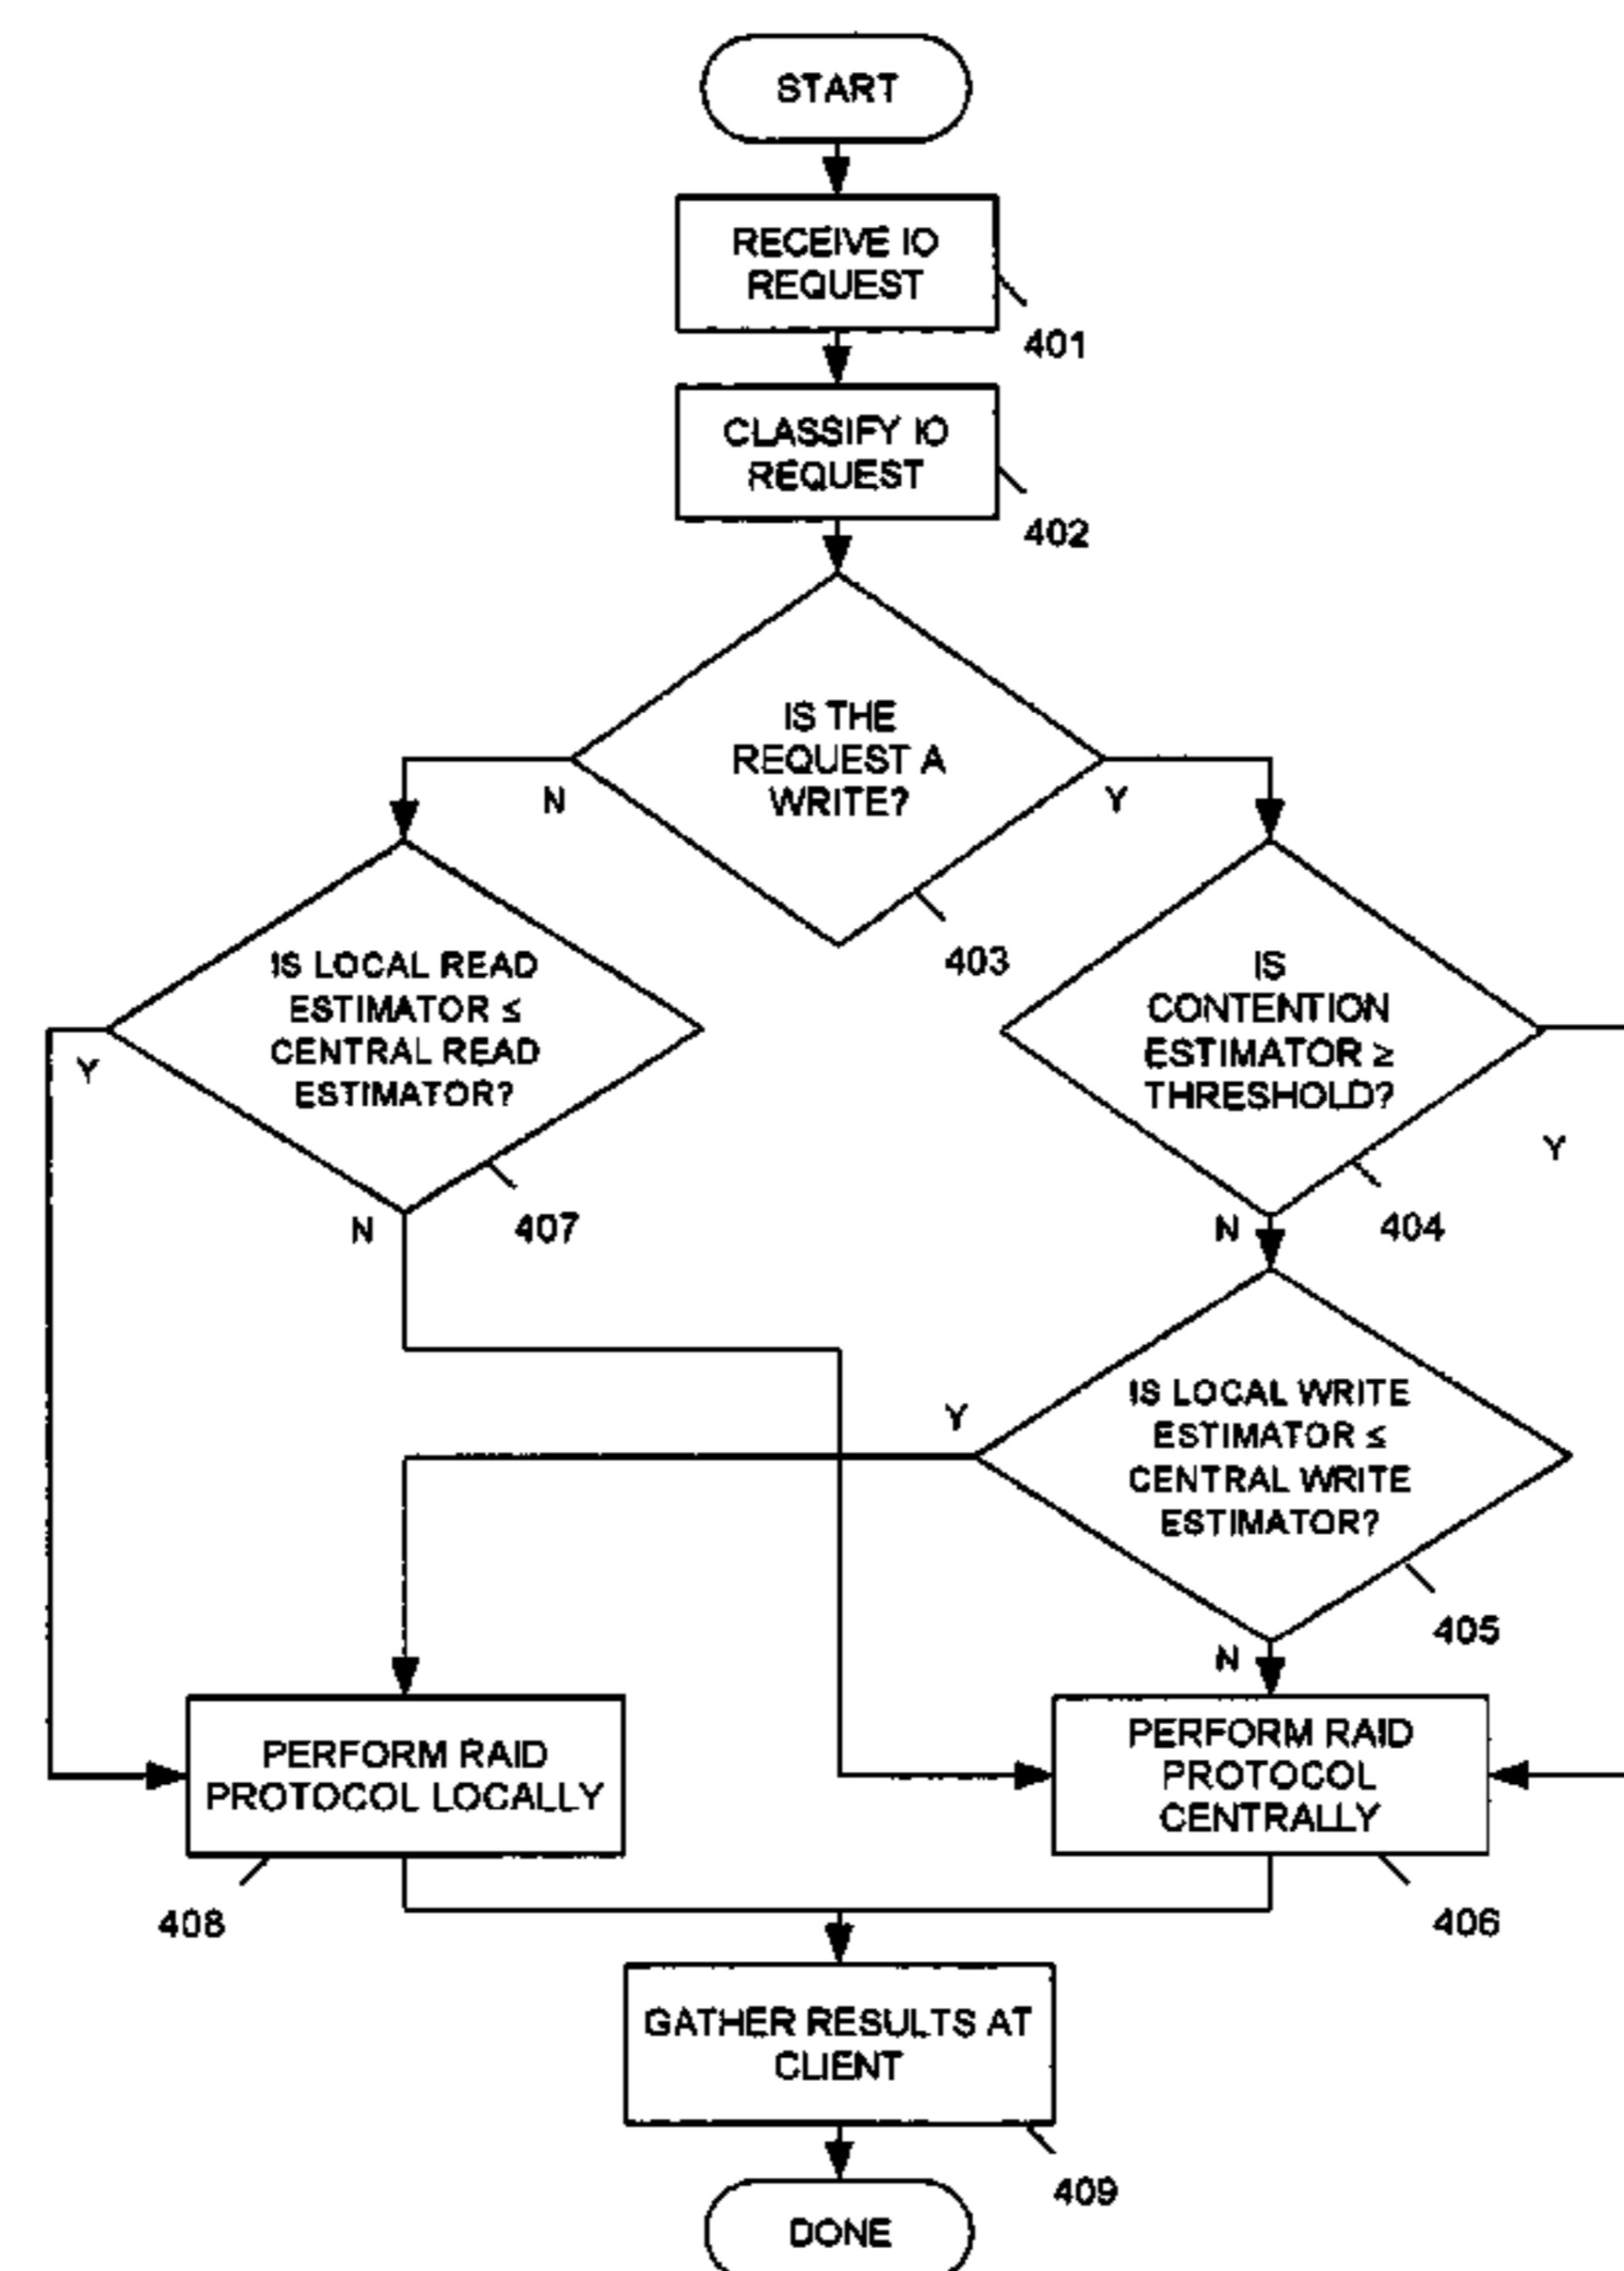 START
RECEIVE IO
REQUEST
401
CLASSIFY IO
REQUEST
402
IS THE
REQUEST A
WRITE?
N
Y
403
IS LOCAL READ
ESTIMATOR ≤
CENTRAL READ
ESTIMATOR?
Y
N
407
IS
CONTENTION
ESTIMATOR ≥
THRESHOLD?
Y
N
404
IS LOCAL WRITE
ESTIMATOR ≤
CENTRAL WRITE
ESTIMATOR?
Y
N
405
PERFORM RAID
PROTOCOL LOCALLY
408
PERFORM RAID
PROTOCOL
CENTRALLY
406
GATHER RESULTS AT
CLIENT
409
DONE